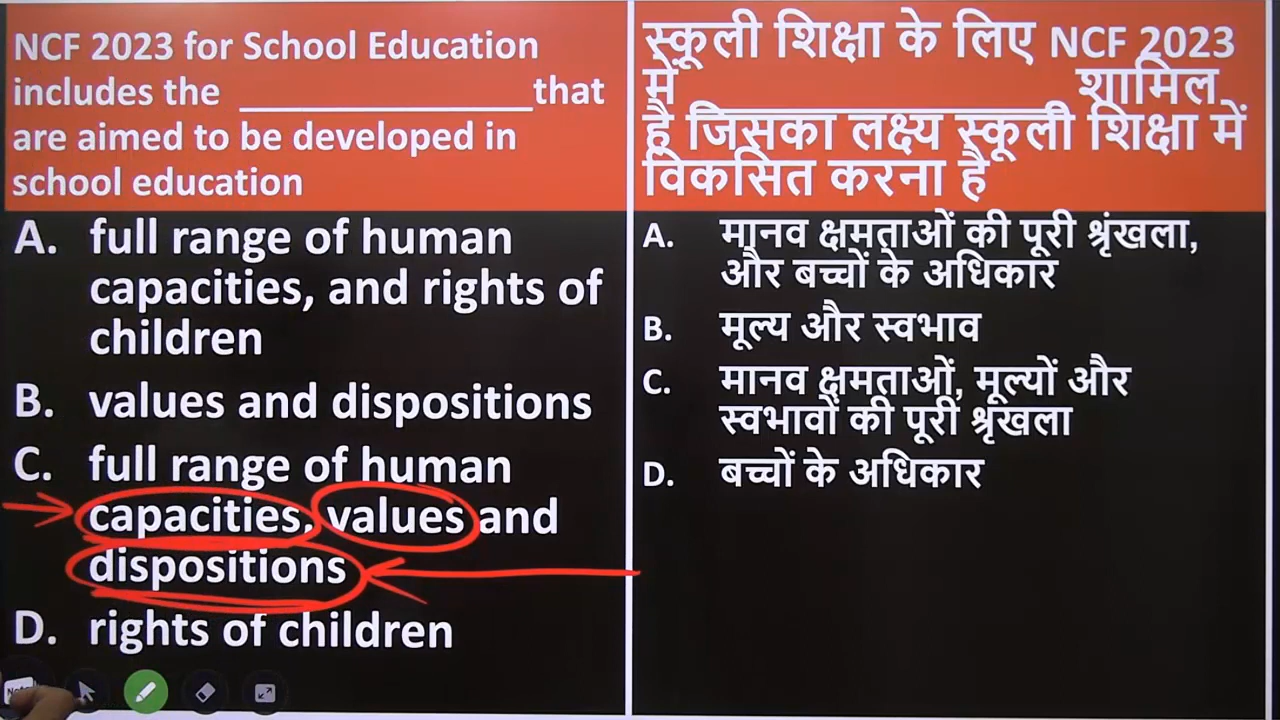 NCF 2023 for School Education
includes the ______________that
are aimed to be developed in
school education
A. full range of human
capacities, and rights of
children
B. values and dispositions
C. full range of human
capacities, values and
dispositions
D. rights of children
स्कूली शिक्षा के लिए NCF 2023
में ___________________ शामिल
है जिसका लक्ष्य स्कूली शिक्षा में
विकसित करना है
A. मानव क्षमताओं की पूरी श्रृंखला,
और बच्चों के अधिकार
B. मूल्य और स्वभाव
C. मानव क्षमताओं, मूल्यों और
स्वभावों की पूरी श्रृंखला
D. बच्चों के अधिकार